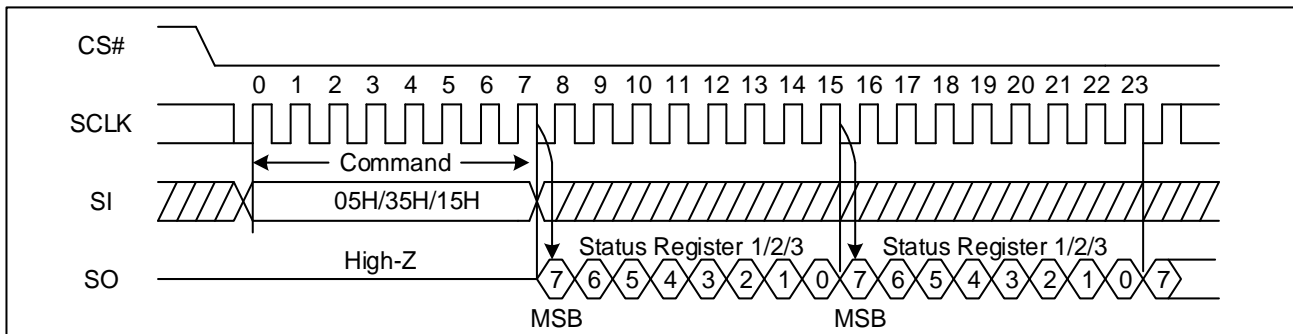 CS#
0 1 2 3 4 5 6 7 8 9 10 11 12 13 14 15 16 17 18 19 20 21 22 23
SCLK
Command
SI
05H/35H/15H
High-Z
Status Register 1/2/3 Status Register 1/2/3
SO
7 6 5 4 3 2 1 0 7 6 5 4 3 2 1 0 7
MSB MSB